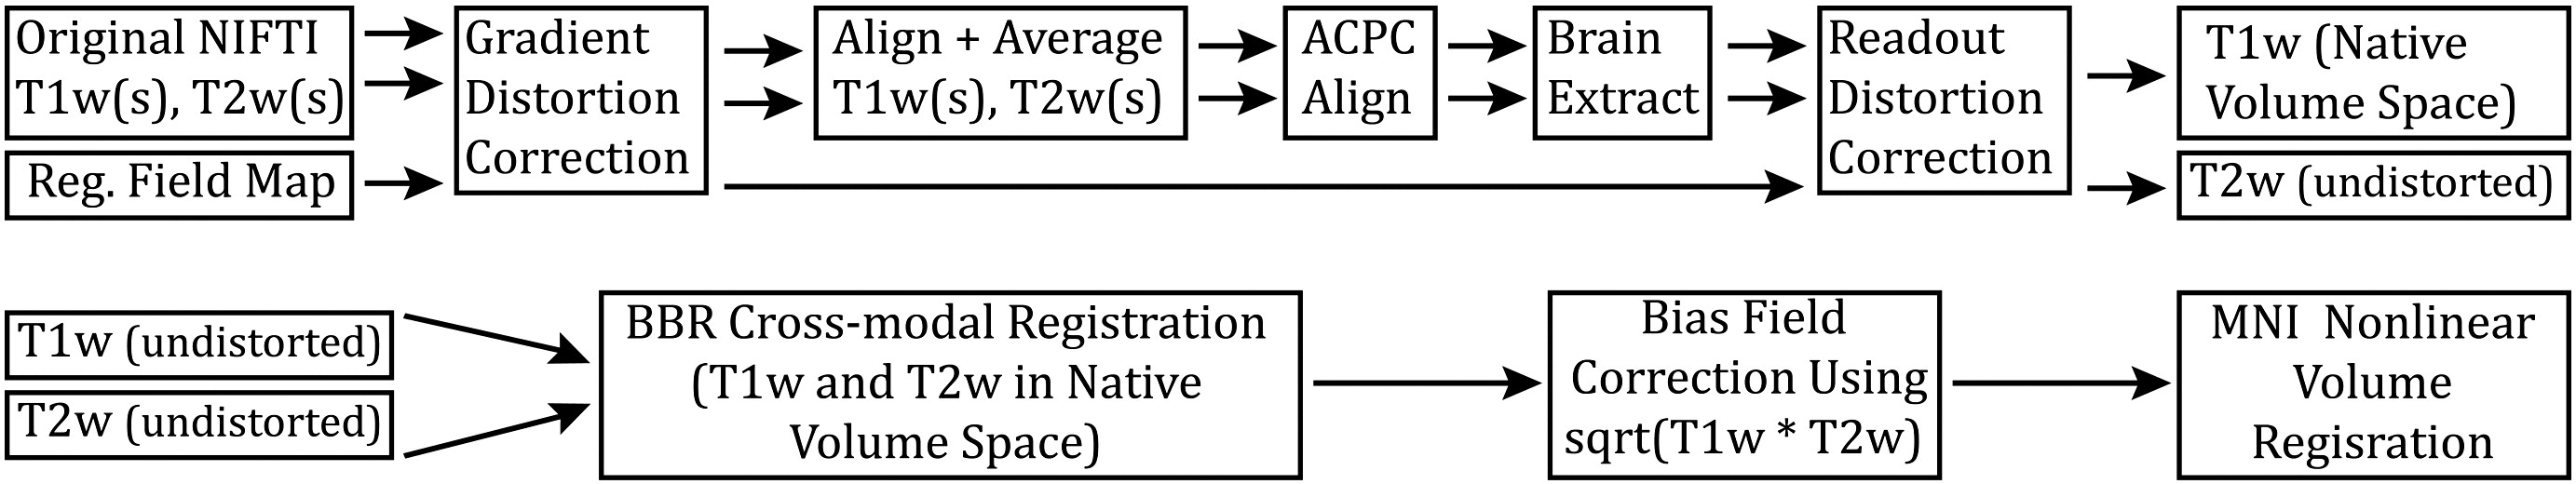 Original NIFTI
T1w(s), T2w(s)
Reg. Field Map
Gradient
Distortion
Correction
Align + Average
T1w(s), T2w(s)
ACPC
Align
Brain
Extract
Readout
Distortion
Correction
T1w (Native
Volume Space)
T2w (undistorted)
T1w (undistorted)
T2w (undistorted)
BBR Cross-modal Registration
(T1w and T2w in Native
Volume Space)
Bias Field
Correction Using
sqrt(T1w * T2w)
MNI Nonlinear
Volume
Regisration